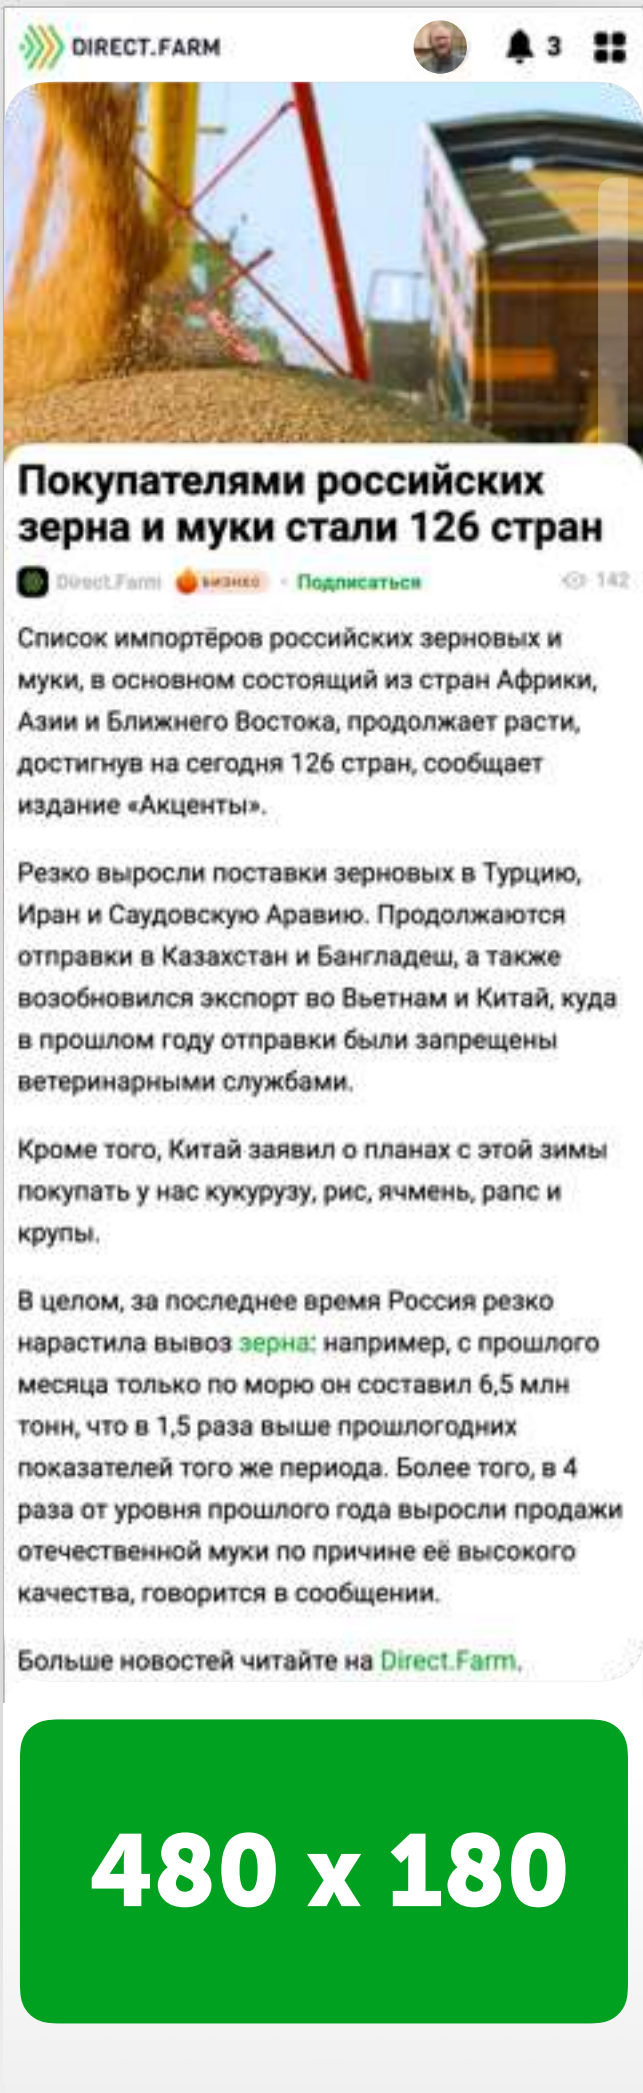 DIRECT.FARM
3
Покупателями российских
зерна и муки стали 126 стран
Direct.Farm БИЗНЕС · Подписаться 142
Список импортёров российских зерновых и
муки, в основном состоящий из стран Африки,
Азии и Ближнего Востока, продолжает расти,
достигнув на сегодня 126 стран, сообщает
издание «Акценты».
Резко выросли поставки зерновых в Турцию,
Иран и Саудовскую Аравию. Продолжаются
отправки в Казахстан и Бангладеш, а также
возобновился экспорт во Вьетнам и Китай, куда
в прошлом году отправки были запрещены
ветеринарными службами.
Кроме того, Китай заявил о планах с этой зимы
покупать у нас кукурузу, рис, ячмень, рапс и
крупы.
В целом, за последнее время Россия резко
нарастила вывоз зерна: например, с прошлого
месяца только по морю он составил 6,5 млн
тонн, что в 1,5 раза выше прошлогодних
показателей того же периода. Более того, в 4
раза от уровня прошлого года выросли продажи
отечественной муки по причине её высокого
качества, говорится в сообщении.
Больше новостей читайте на Direct.Farm.
480 x 180